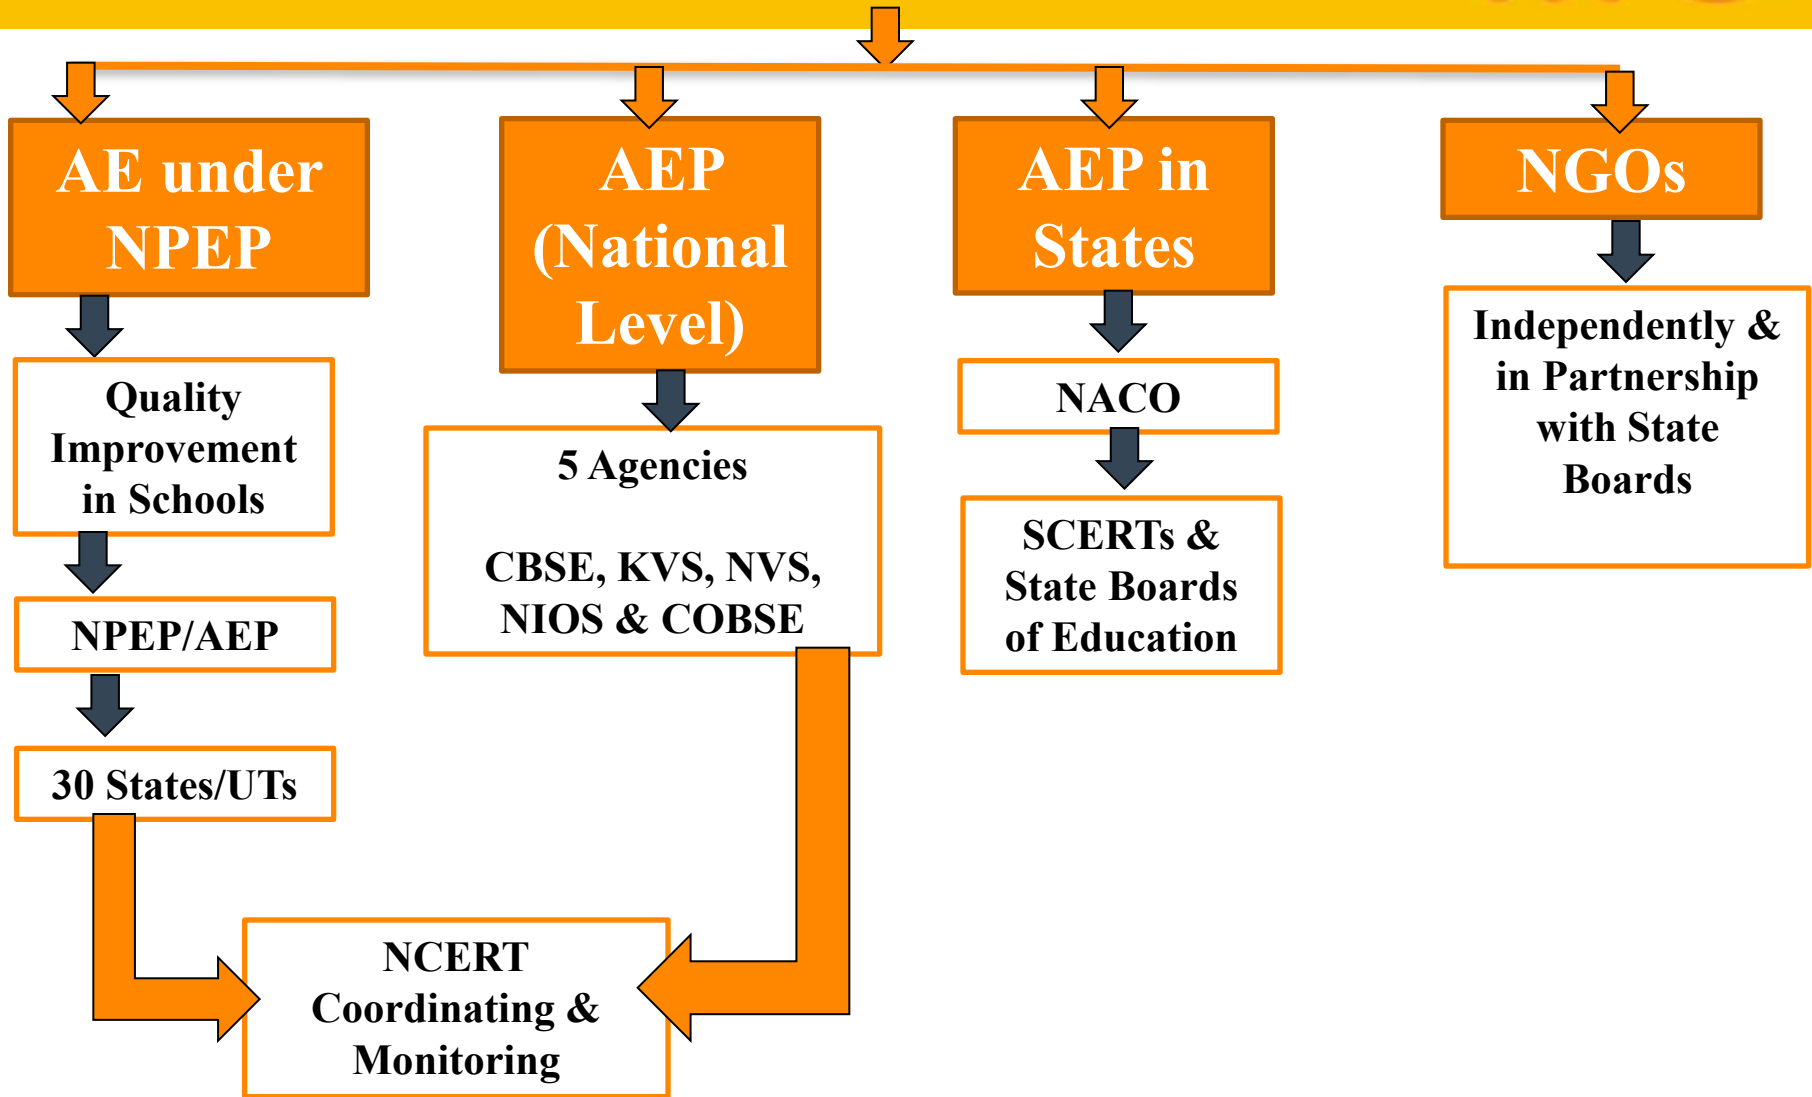 AE under
NPEP
Quality
Improvement
in Schools
NPEP/AEP
30 States/UTs
AEP
(National
Level)
5 Agencies
CBSE, KVS, NVS,
NIOS & COBSE
NCERT
Coordinating &
Monitoring
AEP in
States
NACO
SCERTs &
State Boards
of Education
NGOs
Independently &
in Partnership
with State
Boards